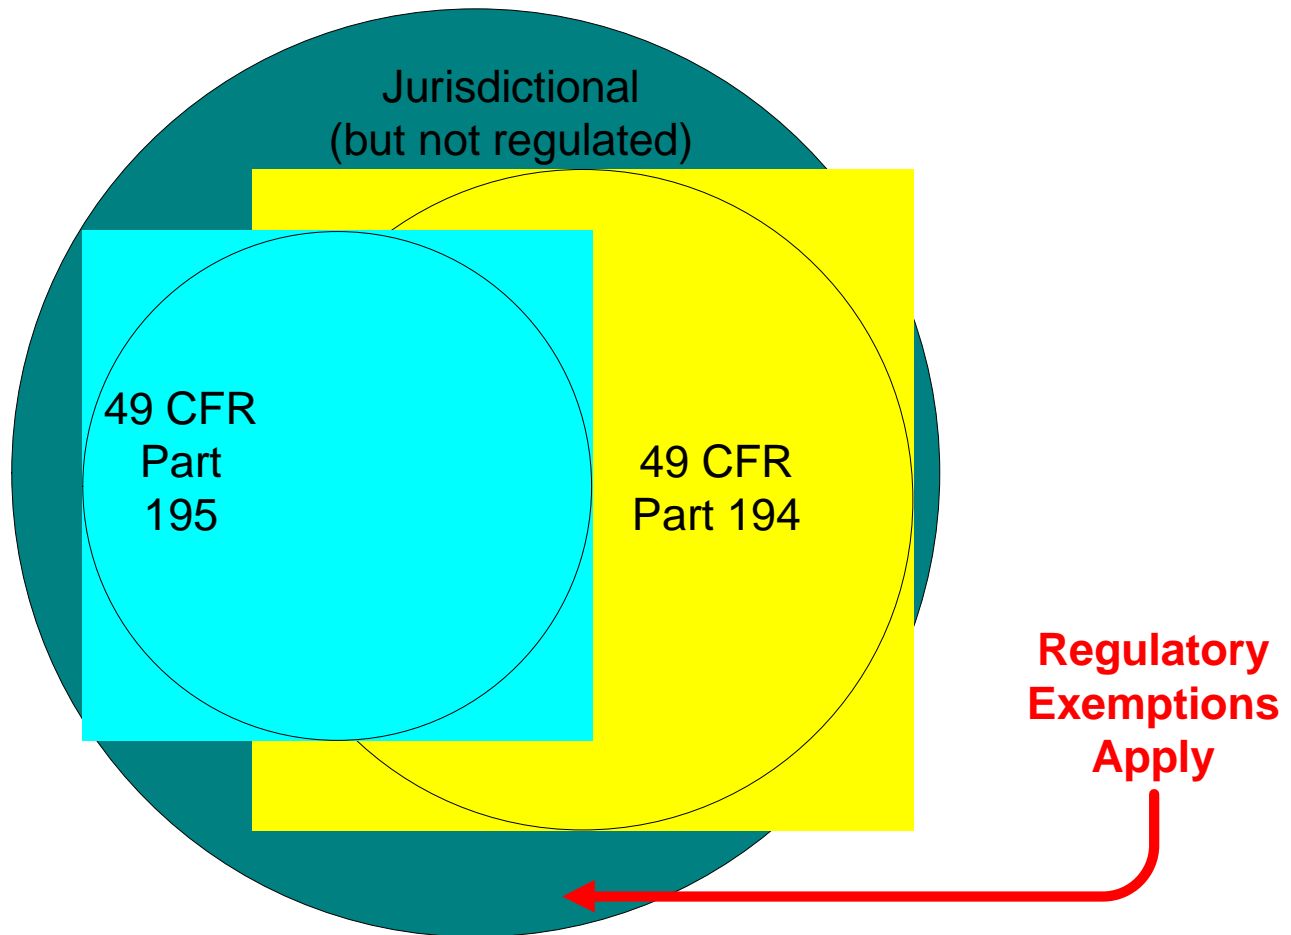 Jurisdictional
(but not regulated)
49 CFR
Part
195
49 CFR
Part 194
Regulatory
Exemptions
Apply